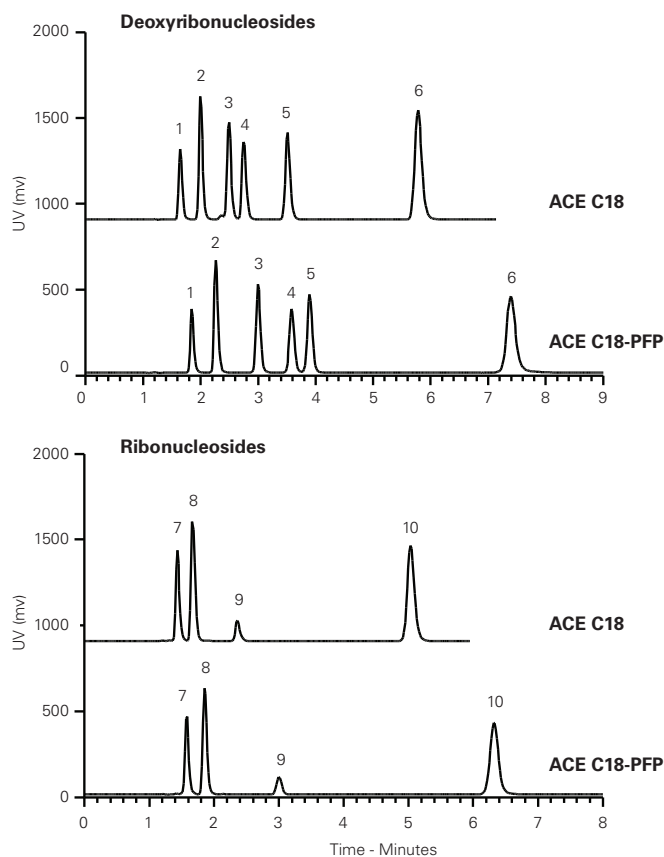 Deoxyribonucleosides
2000
1500
1000
500
0
UV (mv)
1
2
3
4
5
6
ACE C18
1
2
3
4
5
6
ACE C18-PFP
0 1 2 3 4 5 6 7 8 9
Ribonucleosides
2000
1500
1000
500
0
UV (mv)
7
8
9
10
ACE C18
7
8
9
10
ACE C18-PFP
0 1 2 3 4 5 6 7 8
Time - Minutes